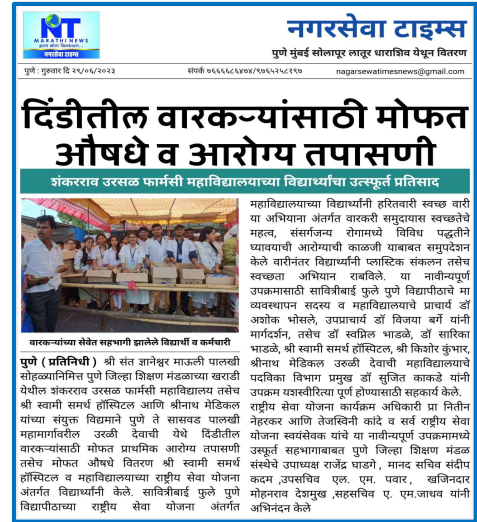 NT
MARATHI NEWS
नगरसेवा टाइम्स
नगरसेवा टाइम्स
पुणे मुंबई सोलापूर लातूर धाराशिव येथून वितरण
पुणे : गुरुवार दि २९/०६/२०२३
संपर्क ७६६६८६४७४/९७६५२५८१९७
nagarsewatimesnews@gmail.com
दिंडीतील वारकऱ्यांसाठी मोफत
औषधे व आरोग्य तपासणी
शंकरराव उरसळ फार्मसी महाविद्यालयाच्या विद्यार्थ्यांचा उत्स्फूर्त प्रतिसाद
वारकऱ्यांच्या सेवेत सहभागी झालेले विद्यार्थी व कर्मचारी
पुणे ( प्रतिनिधी ) श्री संत ज्ञानेश्वर माऊली पालखी
सोहळ्यानिमित्त पुणे जिल्हा शिक्षण मंडळाच्या खराडी
येथील शंकरराव उरसळ फार्मसी महाविद्यालय तसेच
श्री स्वामी समर्थ हॉस्पिटल आणि श्रीनाथ मेडिकल
यांच्या संयुक्त विद्यमाने पुणे ते सासवड पालखी
महामार्गावरील उरळी देवाची येथे दिंडीतील
वारकऱ्यांसाठी मोफत प्राथमिक आरोग्य तपासणी
तसेच मोफत औषधे वितरण श्री स्वामी समर्थ
हॉस्पिटल व महाविद्यालयाच्या राष्ट्रीय सेवा योजना
अंतर्गत विद्यार्थ्यांनी केले. सावित्रीबाई फुले पुणे
विद्यापीठाच्या राष्ट्रीय सेवा योजना अंतर्गत
महाविद्यालयाच्या विद्यार्थ्यांनी हरितवारी स्वच्छ वारी
या अभियाना अंतर्गत वारकरी समुदायास स्वच्छतेचे
महत्व, संसर्गजन्य रोगामध्ये विविध पद्धतीने
घ्यावयाची आरोग्याची काळजी याबाबत समुपदेशन
केले वारीनंतर विद्यार्थ्यांनी प्लास्टिक संकलन तसेच
स्वच्छता अभियान राबविले. या नावीन्यपूर्ण
उपक्रमासाठी सावित्रीबाई फुले पुणे विद्यापीठाचे मा
व्यवस्थापन सदस्य व महाविद्यालयाचे प्राचार्य डॉ
अशोक भोसले, उपप्राचार्य डॉ विजया बर्गे यांनी
मार्गदर्शन, तसेच डॉ स्वप्निल भाडळे, डॉ सारिका
भाडळे, श्री स्वामी समर्थ हॉस्पिटल, श्री किशोर कुंभार,
श्रीनाथ मेडिकल उरुळी देवाची महाविद्यालयाचे
पदविका विभाग प्रमुख डॉ सुजित काकडे यांनी
उपक्रम यशस्वीरित्या पूर्ण होण्यासाठी सहकार्य केले.
राष्ट्रीय सेवा योजना कार्यक्रम अधिकारी प्रा नितीन
नेहरकर आणि तेजस्विनी कांदे व सर्व राष्ट्रीय सेवा
योजना स्वयंसेवक यांचे या नावीन्यपूर्ण उपक्रमामध्ये
उस्फूर्त सहभागाबाबत पुणे जिल्हा शिक्षण मंडळ
संस्थेचे उपाध्यक्ष राजेंद्र घाडगे , मानद सचिव संदीप
कदम ,उपसचिव एल. एम. पवार , खजिनदार
मोहनराव देशमुख ,सहसचिव ए. एम.जाधव यांनी
अभिनंदन केले